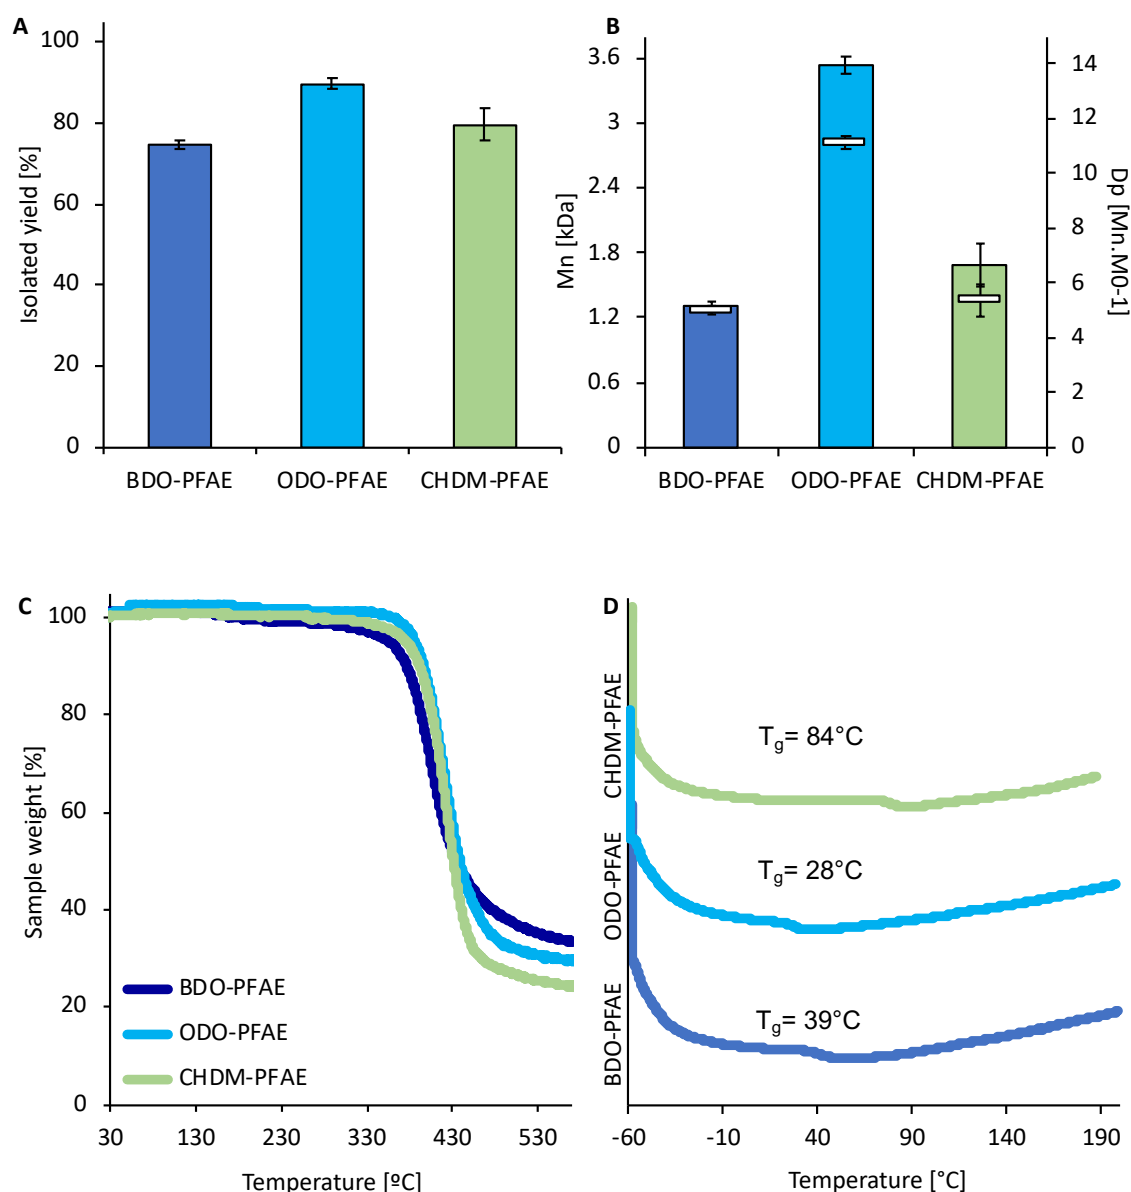 A
Isolated yield [%]
100
80
60
40
20
0
BDO-PFAE
ODO-PFAE
CHDM-PFAE
B
Mn [kDa]
3.6
3
2.4
1.8
1.2
0.6
0
BDO-PFAE
ODO-PFAE
CHDM-PFAE
14
12
10
8
6
4
2
0
Dp [Mn.M0-1]
C
Sample weight [%]
100
80
60
40
20
0
BDO-PFAE
ODO-PFAE
CHDM-PFAE
30
130
230
330
430
530
Temperature [ºC]
D
CHDM-PFAE
ODO-PFAE
BDO-PFAE
Tg= 84°C
Tg= 28°C
Tg= 39°C
-60
-10
40
90
140
190
Temperature [°C]